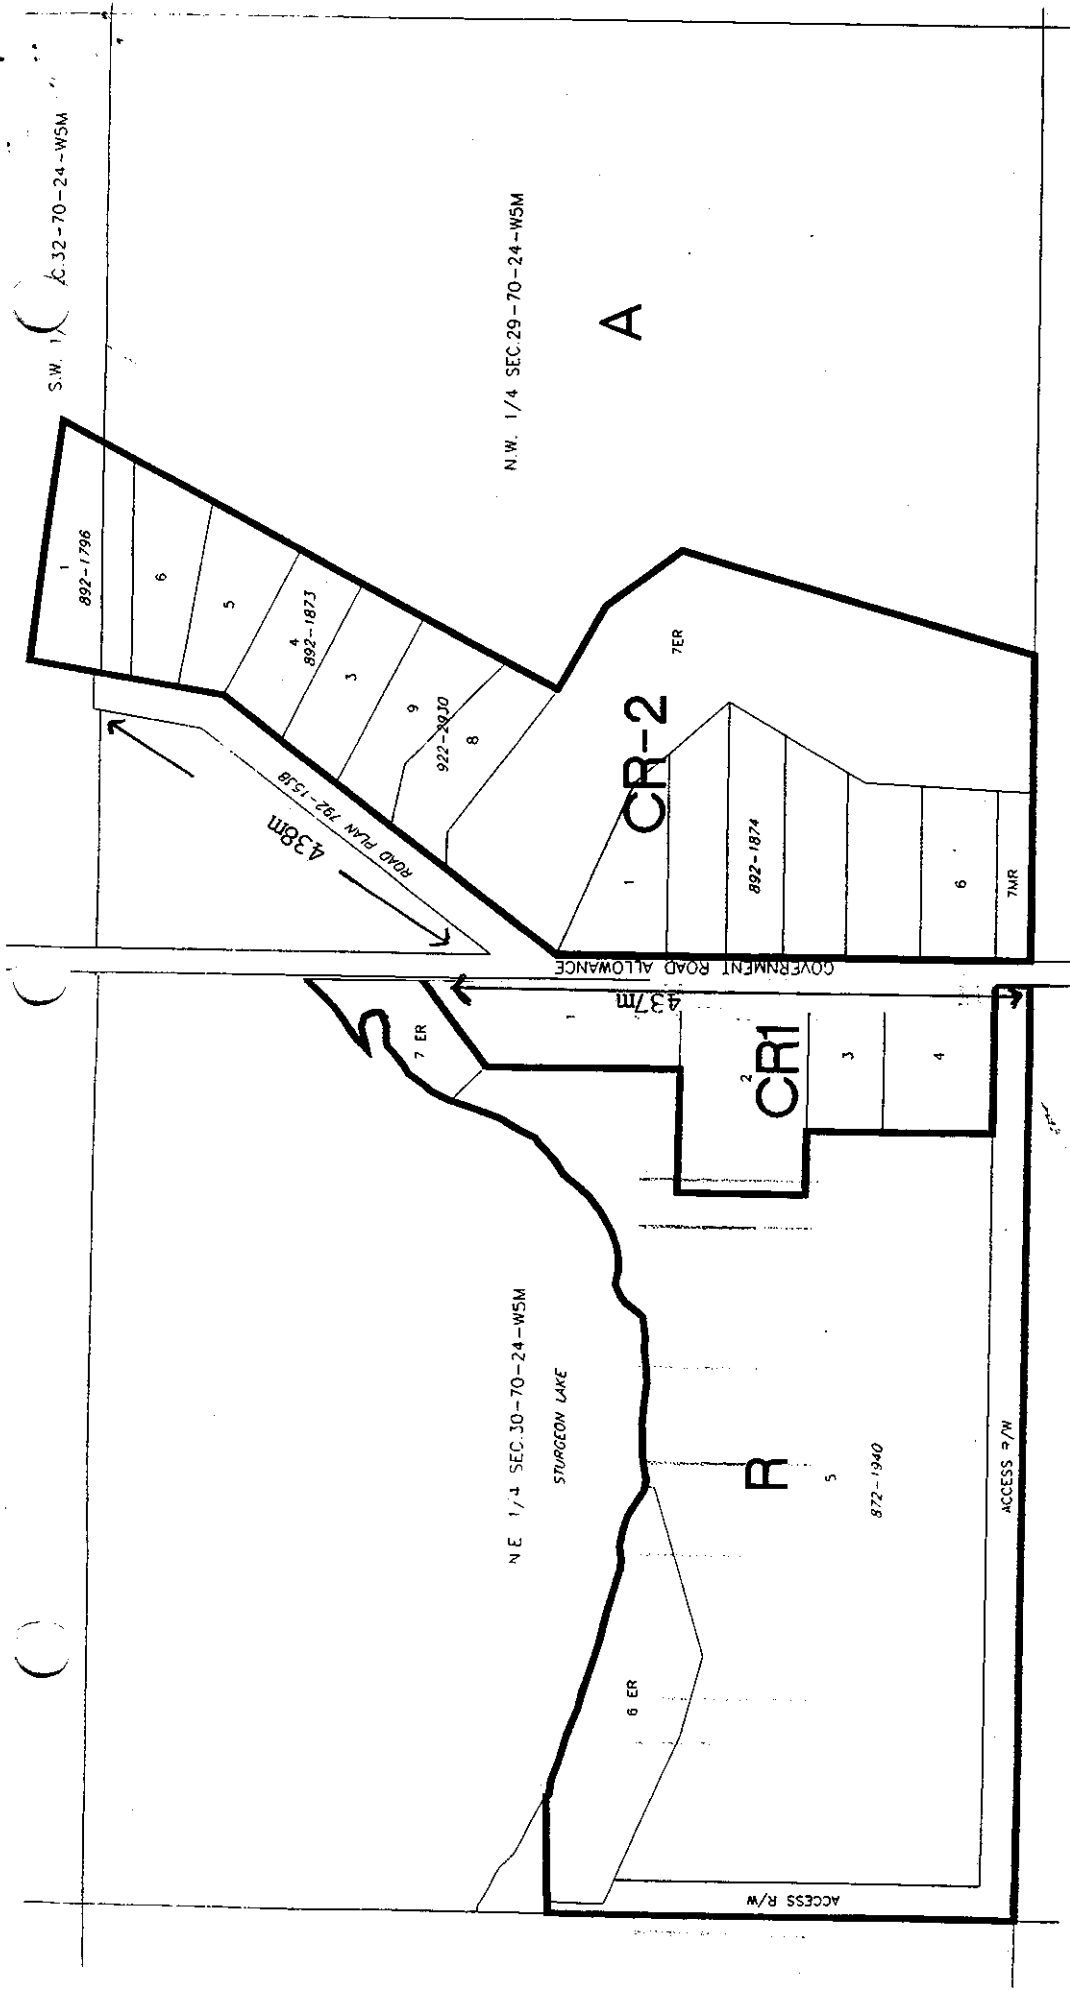 S.W. 1/ C.32-70-24-W5M
1
892-1796
6
5
4
892-1873
3
9
922-2930
8
ROAD PLAN 792-1538
438m
N.W. 1/4 SEC.29-70-24-W5M
A
7ER
CR-2
1
892-1874
6
7MR
GOVERNMENT ROAD ALLOWANCE
437m
7 ER
1
2
CR1
3
4
N E 1/4 SEC.30-70-24-W5M
STURGEON LAKE
R
5
872-1940
6 ER
ACCESS R/W
ACCESS R/W